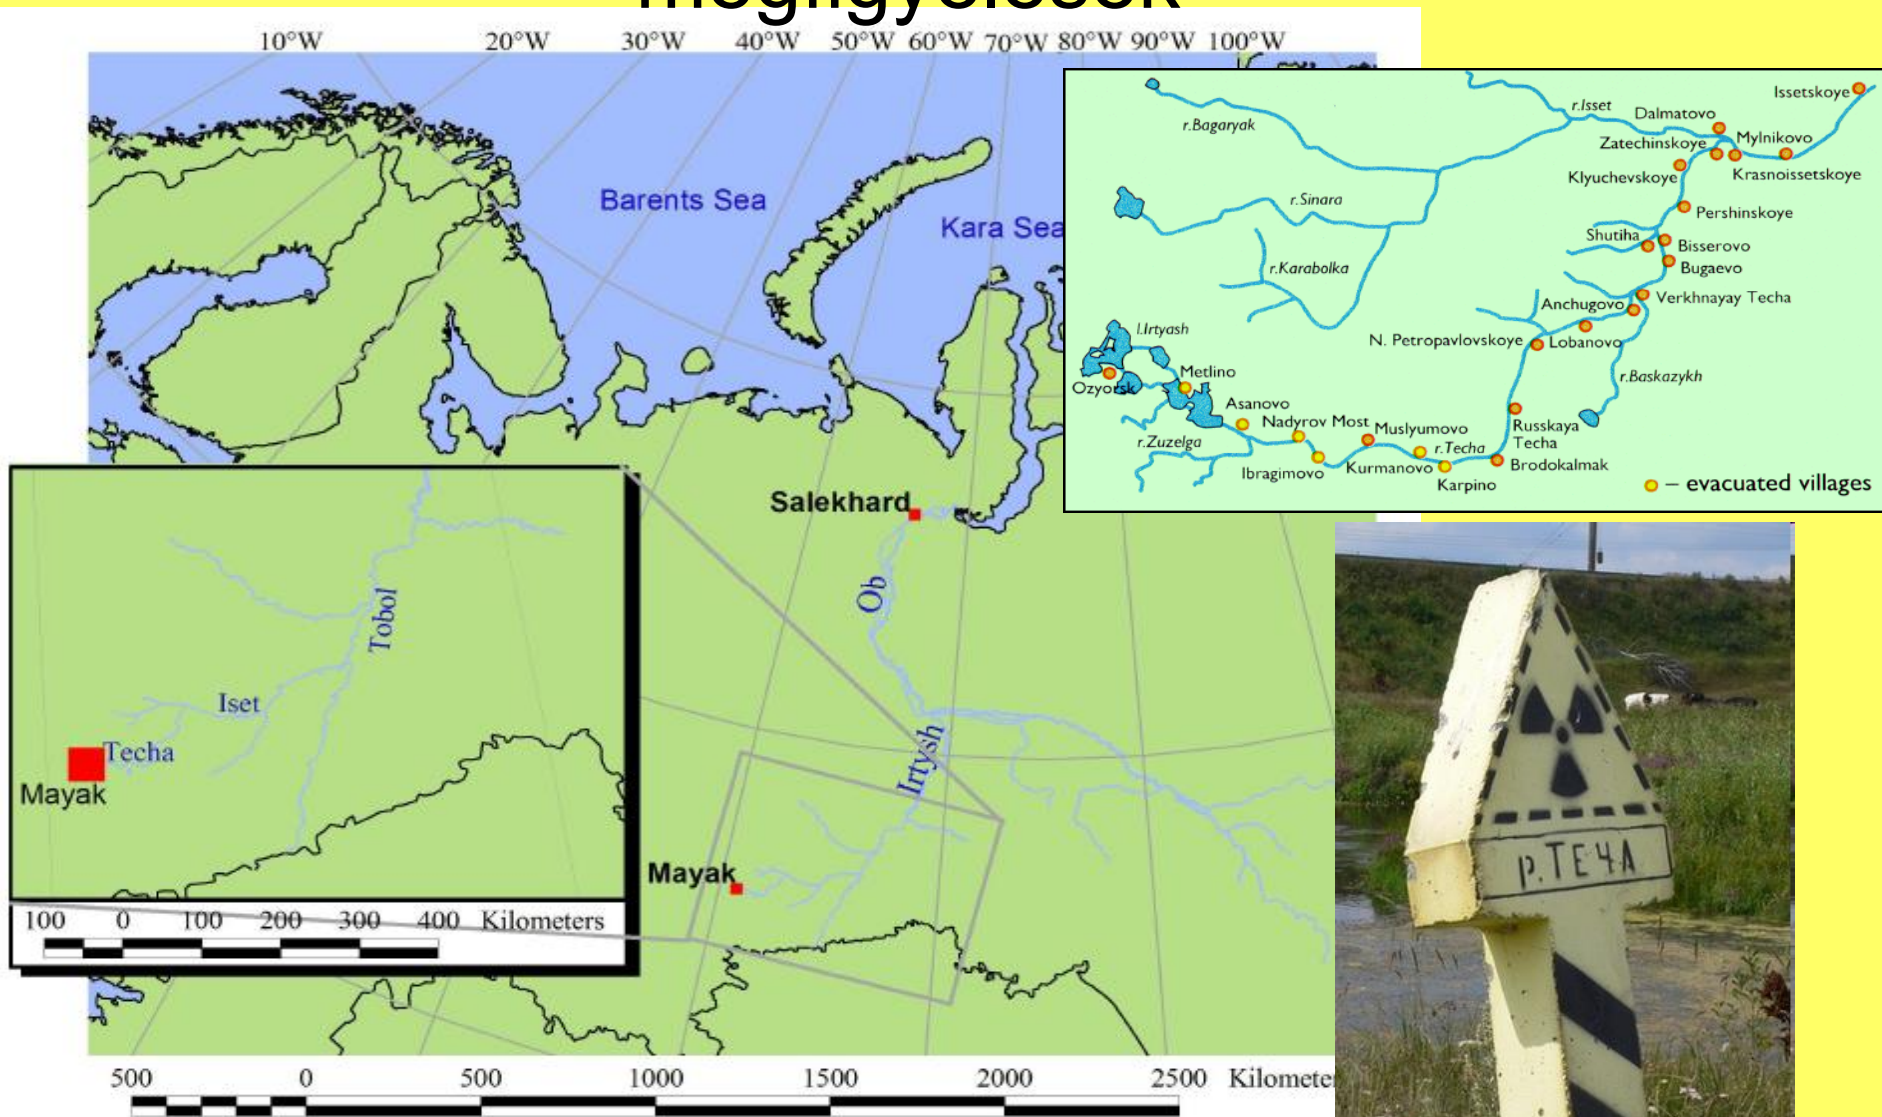 megfigyelések
10°W 20°W 30°W 40°W 50°W 60°W 70°W 80°W 90°W 100°W
Barents Sea
Kara Sea
Salekhard
Ob
Irtysh
Mayak
Tobol
Iset
Techa
Mayak
100 0 100 200 300 400 Kilometers
500 0 500 1000 1500 2000 2500 Kilomete
r.Bagaryak
r.Isset
Issetskoye
Dalmatovo
Zatechinskoye
Mylnikovo
Klyuchevskoye
Krasnoissetskoye
r.Sinara
Pershinskoye
Shutiha
Bisserovo
r.Karabolka
Bugaevo
Anchugovo
Verkhnayay Techa
l.Irtyash
N. Petropavlovskoye
Lobanovo
Metlino
Ozyorsk
r.Baskazykh
Asanovo
Nadyrov Most
Muslyumovo
Russkaya
Techa
r.Zuzelga
r.Techa
Ibragimovo
Kurmanovo
Brodokalmak
Karpino
– evacuated villages
р.ТЕЧА